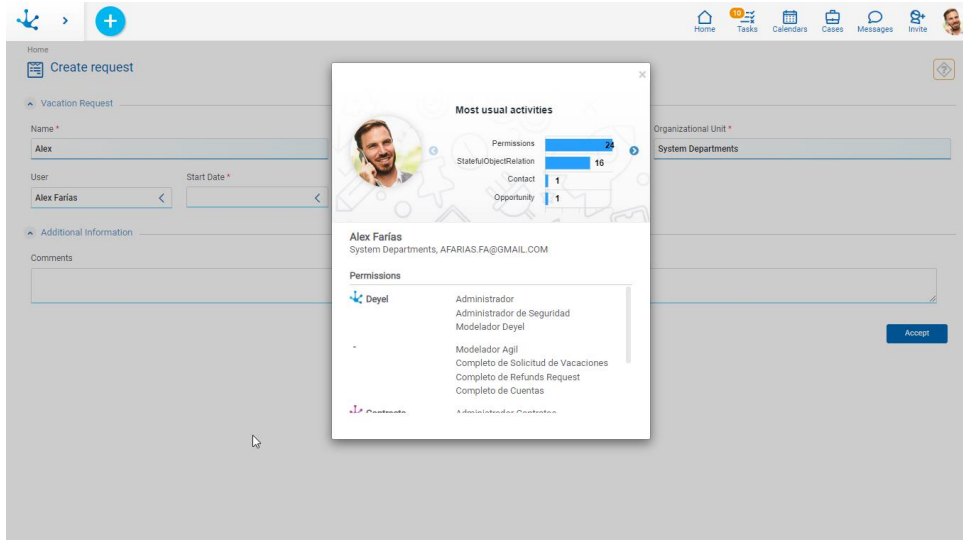 10
Home
Tasks
Calendars
Cases
Messages
Invite
Home
Create request
Vacation Request
Name *
Alex
Organizational Unit *
System Departments
User
Start Date *
Alex Farías
Additional Information
Comments
Accept
×
Most usual activities
Permissions 24
StatefulObjectRelation 16
Contact 1
Opportunity 1
Alex Farías
System Departments, AFARIAS.FA@GMAIL.COM
Permissions
Deyel
Administrador
Administrador de Seguridad
Modelador Deyel
-
Modelador Agil
Completo de Solicitud de Vacaciones
Completo de Refunds Request
Completo de Cuentas